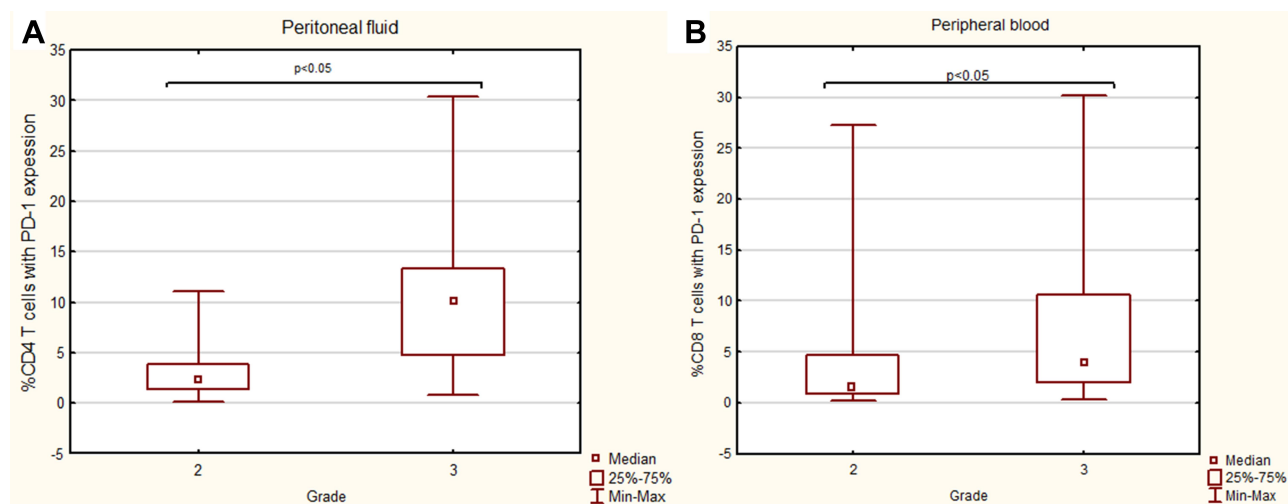 A
Peritoneal fluid
%CD4 T cells with PD-1 expession
35
30
25
20
15
10
5
0
-5
p<0.05
2
3
Grade
Median
25%-75%
Min-Max
B
Peripheral blood
%CD8 T cells with PD-1 expession
35
30
25
20
15
10
5
0
-5
p<0.05
2
3
Grade
Median
25%-75%
Min-Max